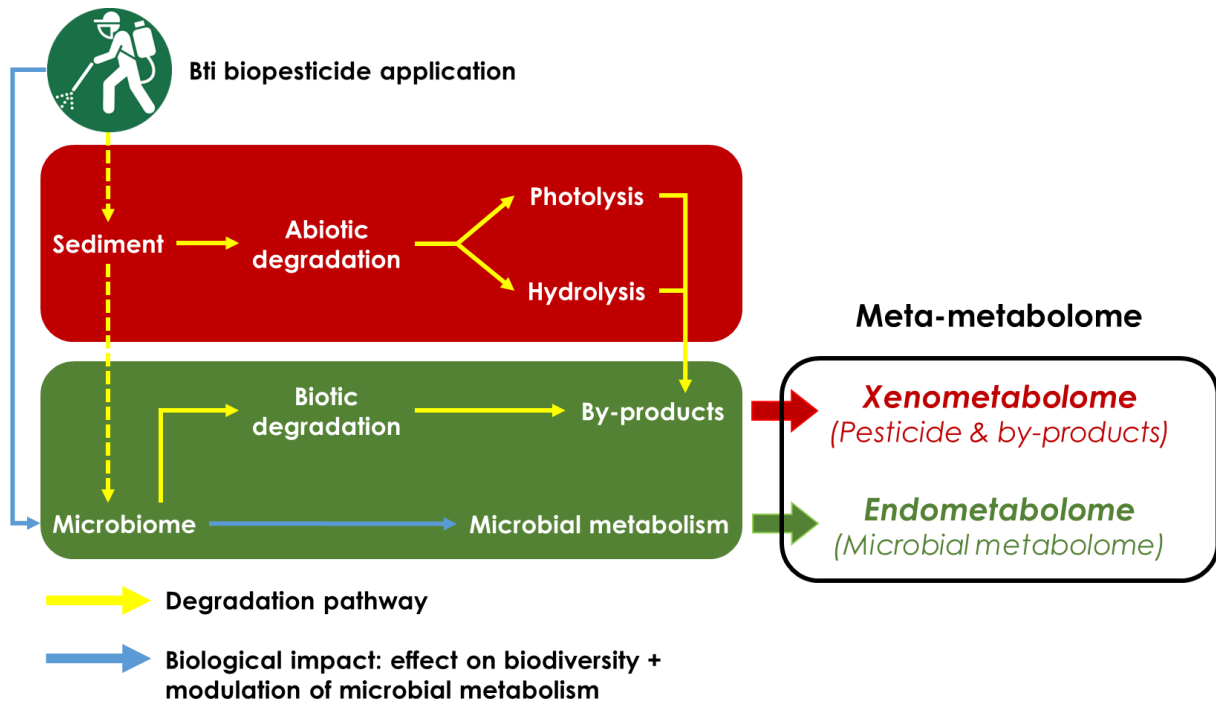 Bti biopesticide application
Photolysis
Sediment
Abiotic
degradation
Hydrolysis
Meta-metabolome
Biotic
degradation
By-products
Xenometabolome
(Pesticide & by-products)
Microbiome
Microbial metabolism
Endometabolome
(Microbial metabolome)
Degradation pathway
Biological impact: effect on biodiversity +
modulation of microbial metabolism